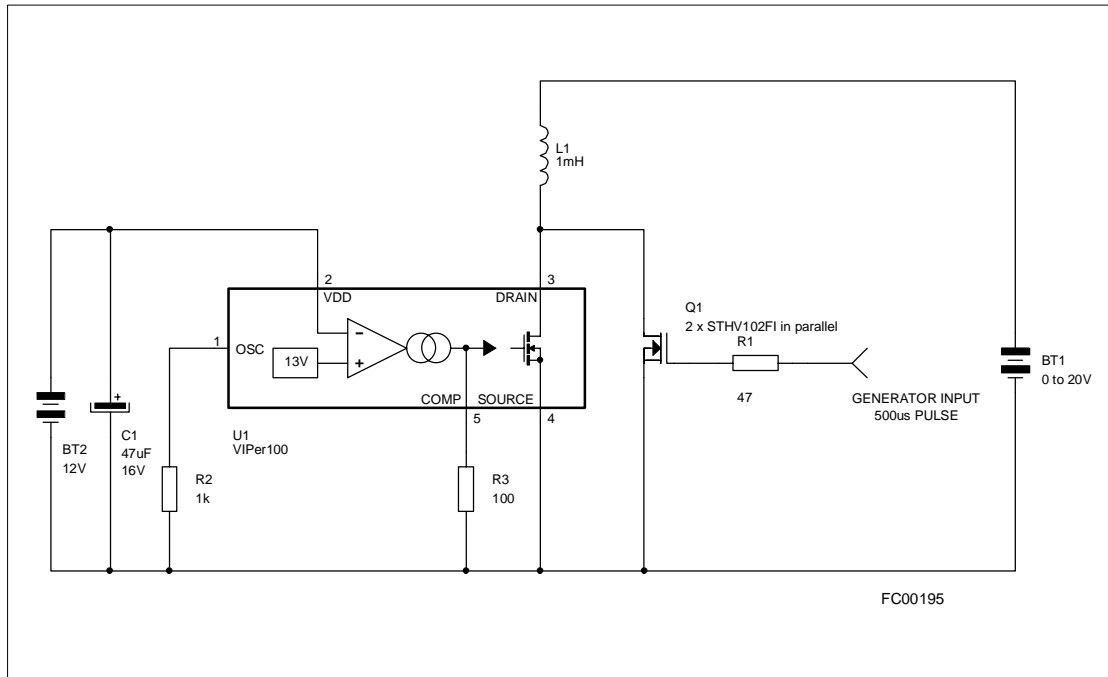 L1
1mH
2
3
VDD
DRAIN
Q1
2 x STHV102FI in parallel
R1
1
OSC
-
13V
+
BT1
0 to 20V
COMP
SOURCE
47
GENERATOR INPUT
500us PULSE
5
4
+
U1
VIPer100
BT2
12V
C1
47uF
16V
R2
1k
R3
100
FC00195